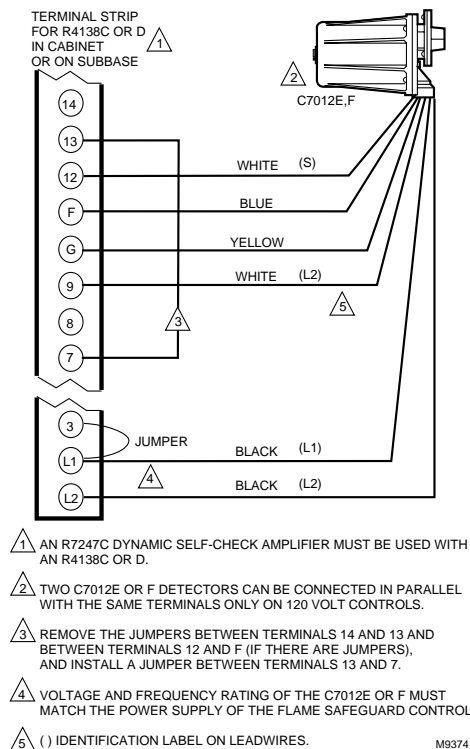 TERMINAL STRIP
FOR R4138C OR D
IN CABINET
OR ON SUBBASE
1
2
C7012E,F
14
13
12
WHITE (S)
F
BLUE
G
YELLOW
9
WHITE (L2)
5
8
3
7
3
JUMPER
L1
BLACK (L1)
4
L2
BLACK (L2)
1 AN R7247C DYNAMIC SELF-CHECK AMPLIFIER MUST BE USED WITH
AN R4138C OR D.
2 TWO C7012E OR F DETECTORS CAN BE CONNECTED IN PARALLEL
WITH THE SAME TERMINALS ONLY ON 120 VOLT CONTROLS.
3 REMOVE THE JUMPERS BETWEEN TERMINALS 14 AND 13 AND
BETWEEN TERMINALS 12 AND F (IF THERE ARE JUMPERS),
AND INSTALL A JUMPER BETWEEN TERMINALS 13 AND 7.
4 VOLTAGE AND FREQUENCY RATING OF THE C7012E OR F MUST
MATCH THE POWER SUPPLY OF THE FLAME SAFEGUARD CONTROL
5 ( ) IDENTIFICATION LABEL ON LEADWIRES.
M9374